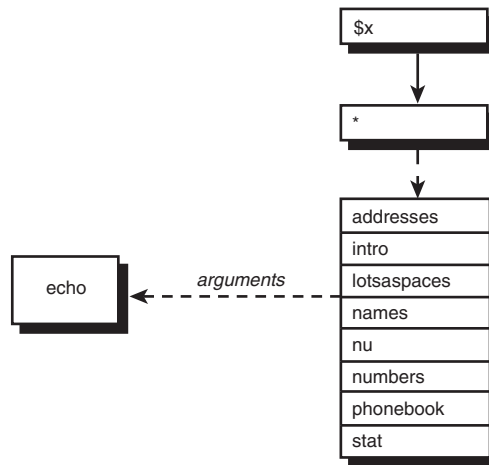 $x
*
addresses
intro
lotsaspaces
names
nu
numbers
phonebook
stat
arguments
echo